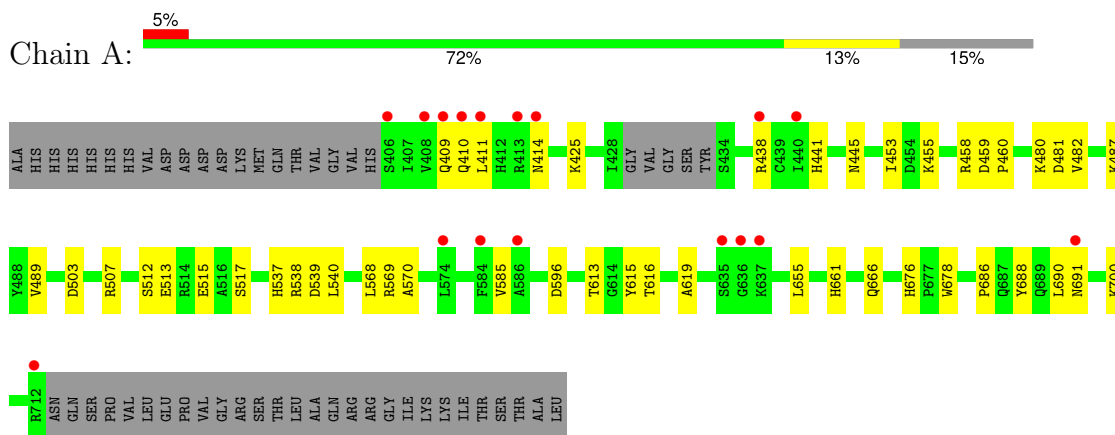 5%
Chain A:
72% 13% 15%
ALA HIS HIS HIS HIS HIS HIS VAL ASP ASP ASP ASP LYS MET GLN THR VAL GLY VAL HIS S406 I407 V408 Q409 Q410 L411 H412 R413 N414 K425 I428 GLY VAL GLY SER TYR S434 R438 C439 I440 H441 N445 I453 D454 K455 R458 D459 P460 K480 D481 V482 K487
Y488 V489 D503 R507 S512 E513 R514 E515 A516 S517 H537 R538 D539 L540 L568 R569 A570 L574 F584 V585 A586 D596 T613 G614 Y615 T616 A619 S635 G636 K637 L655 H661 Q666 H676 P677 W678 P686 Q687 Y688 Q689 L690 N691
R712 ASN GLN SER PRO VAL LEU GLU PRO VAL GLY ARG SER THR LEU ALA GLN ARG ARG GLY ILE LYS LYS ILE THR SER THR ALA LEU